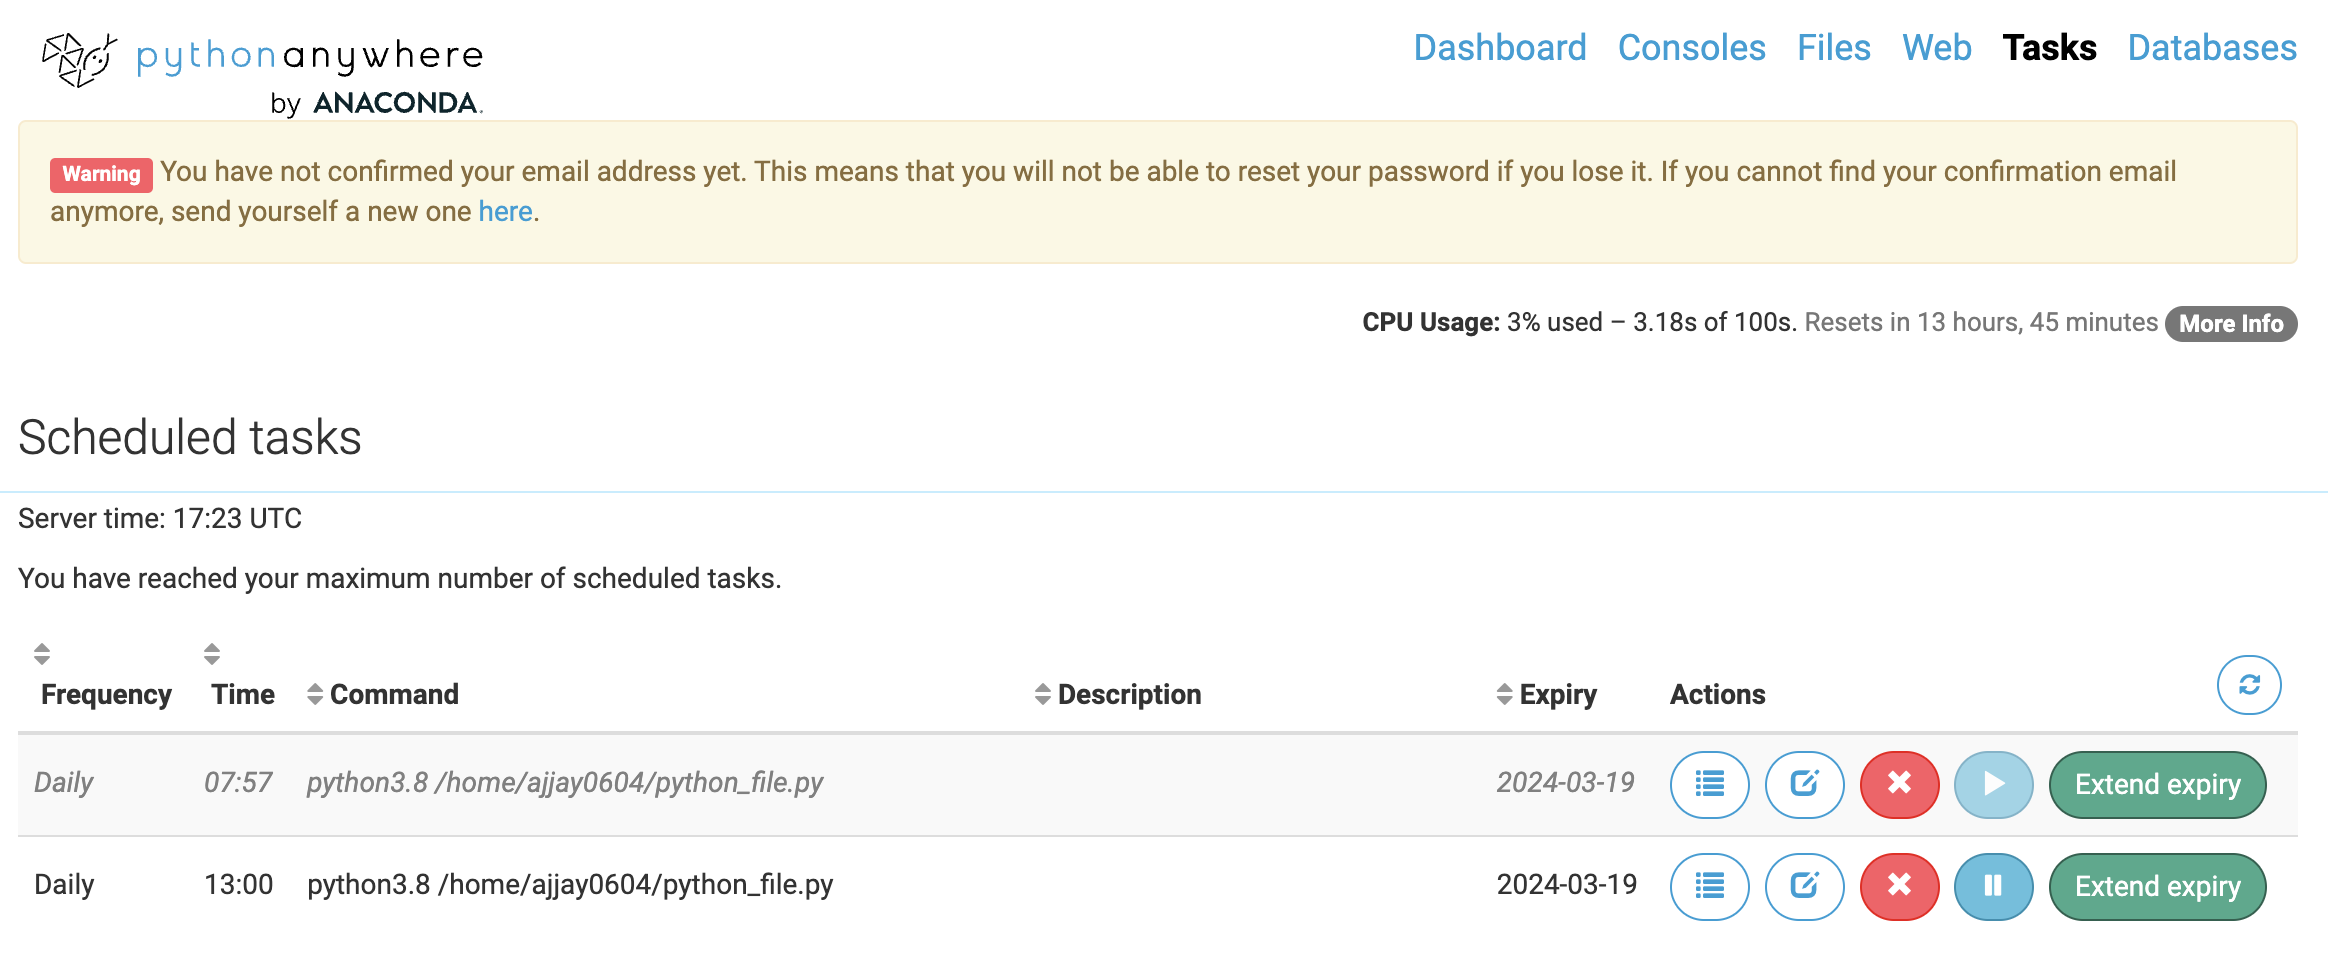 pythonanywhere
by ANACONDA.
Dashboard Consoles Files Web Tasks Databases
Warning You have not confirmed your email address yet. This means that you will not be able to reset your password if you lose it. If you cannot find your confirmation email
anymore, send yourself a new one here.
CPU Usage: 3% used – 3.18s of 100s. Resets in 13 hours, 45 minutes More Info
Scheduled tasks
Server time: 17:23 UTC
You have reached your maximum number of scheduled tasks.
Frequency Time Command Description Expiry Actions
Daily 07:57 python3.8 /home/ajjay0604/python_file.py 2024-03-19 Extend expiry
Daily 13:00 python3.8 /home/ajjay0604/python_file.py 2024-03-19 Extend expiry